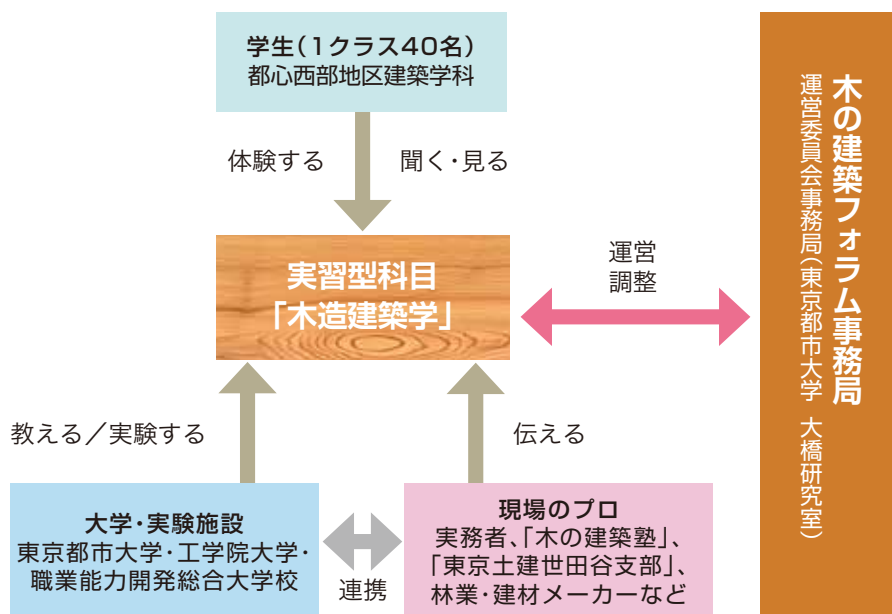 学生(1クラス40名)
都心西部地区建築学科
体験する
聞く・見る
実習型科目
「木造建築学」
運営
調整
木の建築フォラム事務局
運営委員会事務局(東京都市大学 大橋研究室)
教える/実験する
伝える
大学・実験施設
東京都市大学・工学院大学・
職業能力開発総合大学校
連携
現場のプロ
実務者、「木の建築塾」、
「東京土建世田谷支部」、
林業・建材メーカーなど